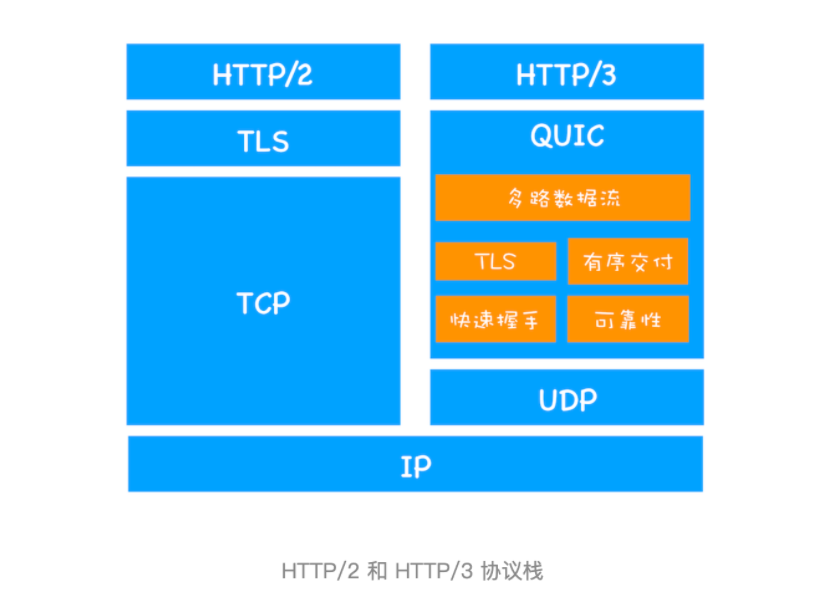 HTTP/2
HTTP/3
TLS
QUIC
多路数据流
TLS
有序交付
TCP
快速握手
可靠性
UDP
IP
HTTP/2 和 HTTP/3 协议栈